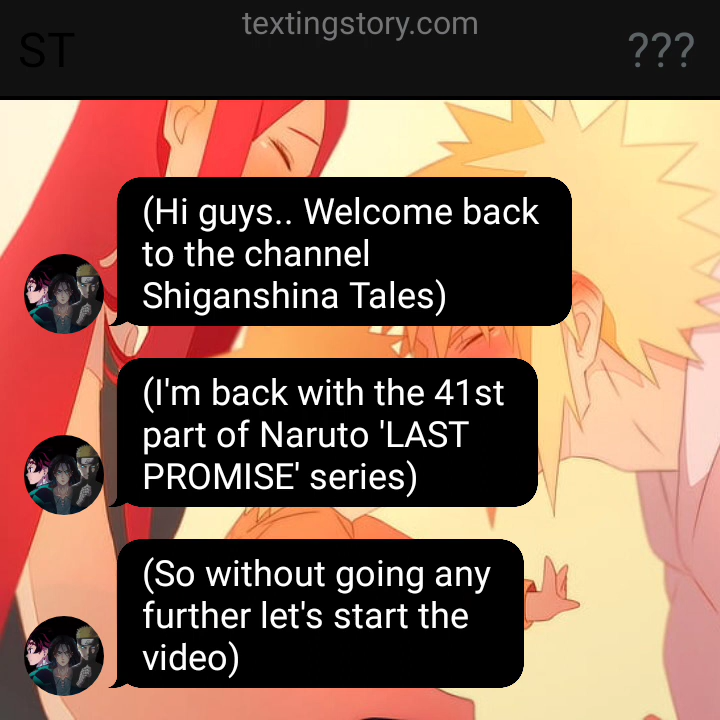 textingstory.com
ST
???
(Hi guys.. Welcome back
to the channel
Shiganshina Tales)
(I'm back with the 41st
part of Naruto 'LAST
PROMISE' series)
(So without going any
further let's start the
video)